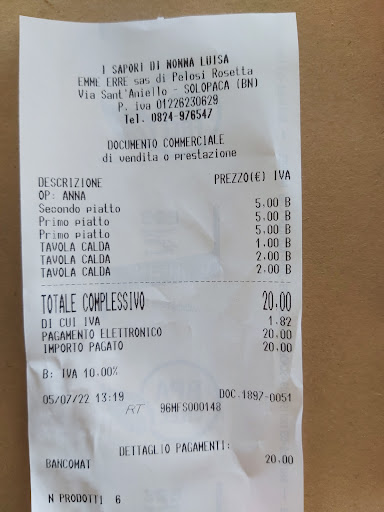 I SAPORI DI NONNA LUISA
EMME ERRE sas di Pelosi Rosetta
Via Sant'Aniello - SOLOPACA (BN)
P. iva 01226230629
Tel. 0824-976547
DOCUMENTO COMMERCIALE
di vendita o prestazione
DESCRIZIONE PREZZO(€) IVA
OP: ANNA
Secondo piatto 5.00 B
Primo piatto 5.00 B
Primo piatto 5.00 B
TAVOLA CALDA 1.00 B
TAVOLA CALDA 2.00 B
TAVOLA CALDA 2.00 B
TOTALE COMPLESSIVO 20.00
DI CUI IVA 1.82
PAGAMENTO ELETTRONICO 20.00
IMPORTO PAGATO 20.00
B: IVA 10.00%
05/07/22 13:19 DOC.1897-0051
RT 96MFS000148
DETTAGLIO PAGAMENTI:
BANCOMAT 20.00
N PRODOTTI 6